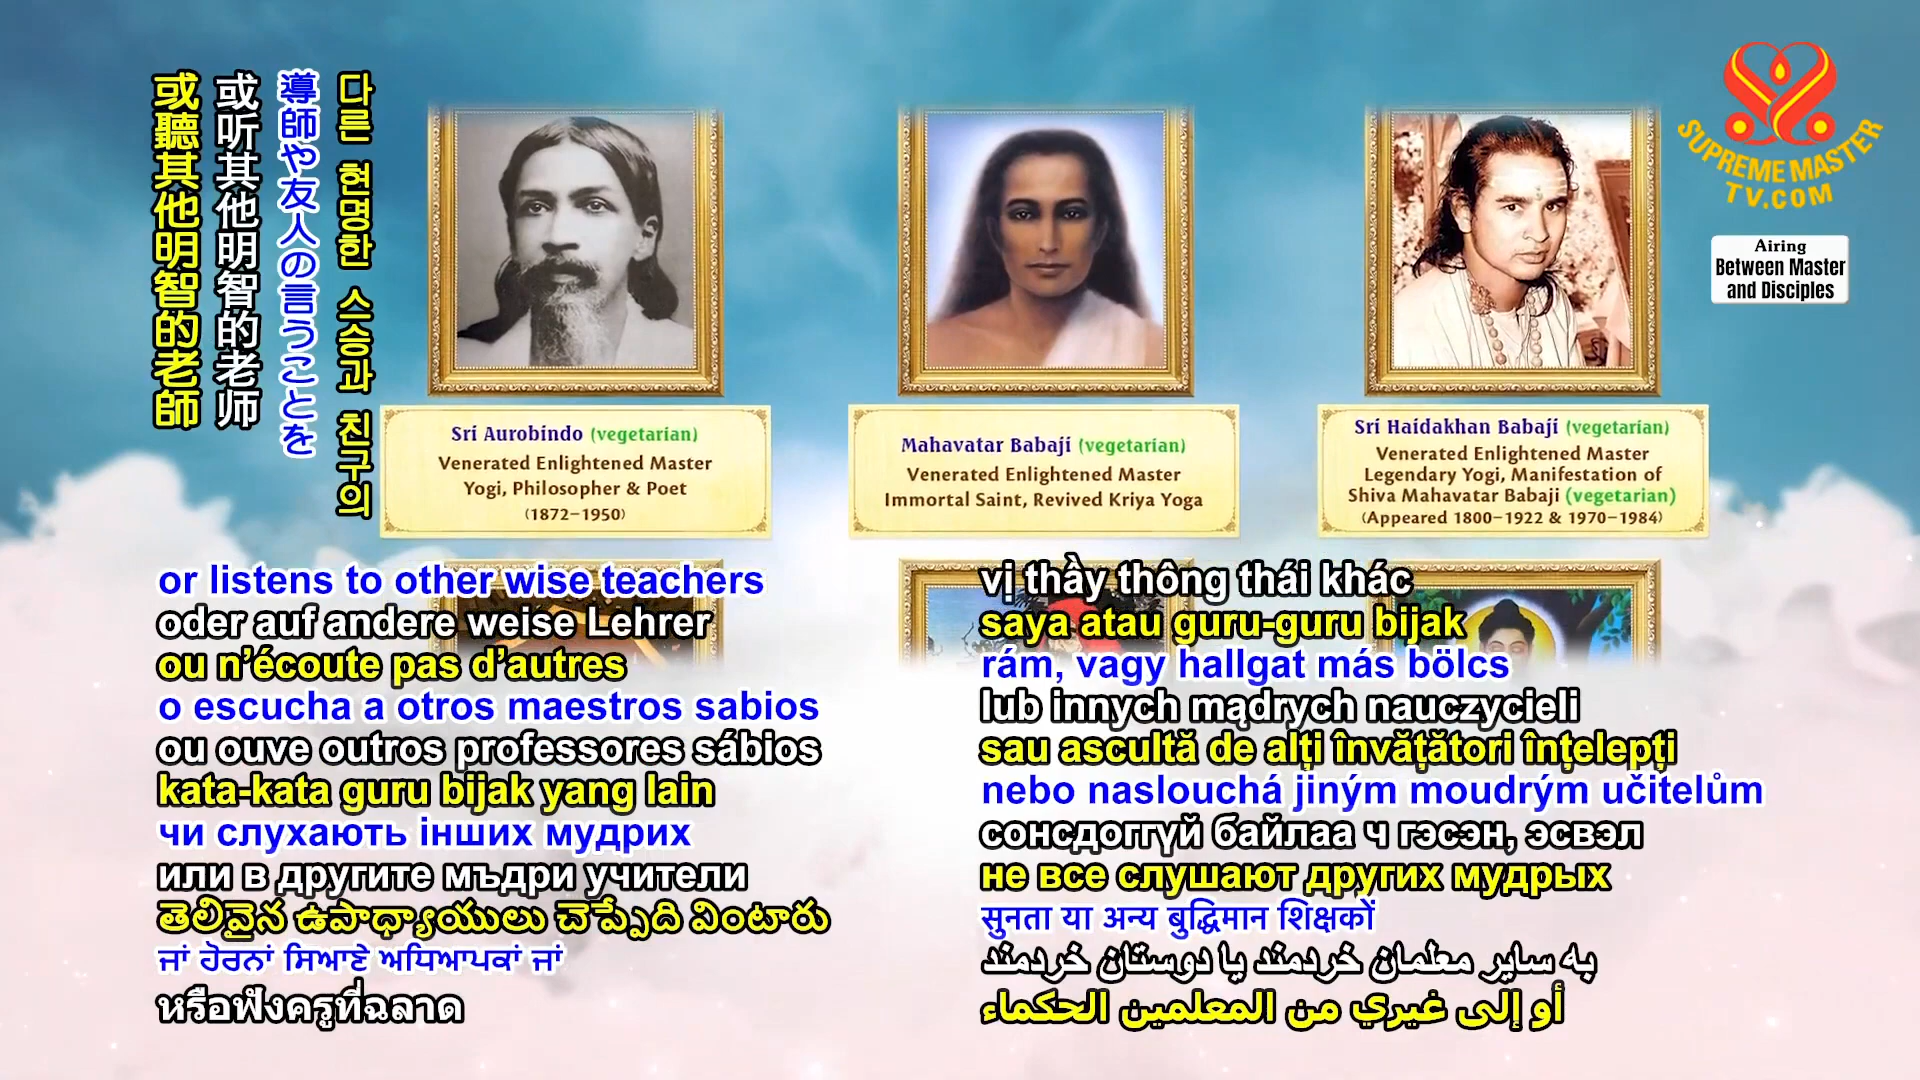 或聽其他明智的老師
或听其他明智的老师
導師や友人の言うことを
다른 현명한 스승과 친구의
SUPREME MASTER
TV.COM
Airing
Between Master
and Disciples
Sri Aurobindo (vegetarian)
Venerated Enlightened Master
Yogi, Philosopher & Poet
(1872–1950)
Mahavatar Babaji (vegetarian)
Venerated Enlightened Master
Immortal Saint, Revived Kriya Yoga
Sri Haidakhan Babaji (vegetarian)
Venerated Enlightened Master
Legendary Yogi, Manifestation of
Shiva Mahavatar Babaji (vegetarian)
(Appeared 1800–1922 & 1970–1984)
or listens to other wise teachers
oder auf andere weise Lehrer
ou n’écoute pas d’autres
o escucha a otros maestros sabios
ou ouve outros professores sábios
kata-kata guru bijak yang lain
чи слухають інших мудрих
или в другите мъдри учители
తెలివైన ఉపాధ్యాయులు చెప్పేది వింటారు
ਜਾਂ ਹੋਰਨਾਂ ਸਿਆਣੇ ਅਧਿਆਪਕਾਂ ਜਾਂ
หรือฟังครูที่ฉลาด
vị thầy thông thái khác
saya atau guru-guru bijak
rám, vagy hallgat más bölcs
lub innych mądrych nauczycieli
sau ascultă de alți învățători înțelepți
nebo naslouchá jiným moudrým učitelům
сонсдоггүй байлаа ч гэсэн, эсвэл
не все слушают других мудрых
सुनता या अन्य बुद्धिमान शिक्षकों
به سایر معلمان خردمند یا دوستان خردمند
أو إلى غيري من المعلمين الحكماء